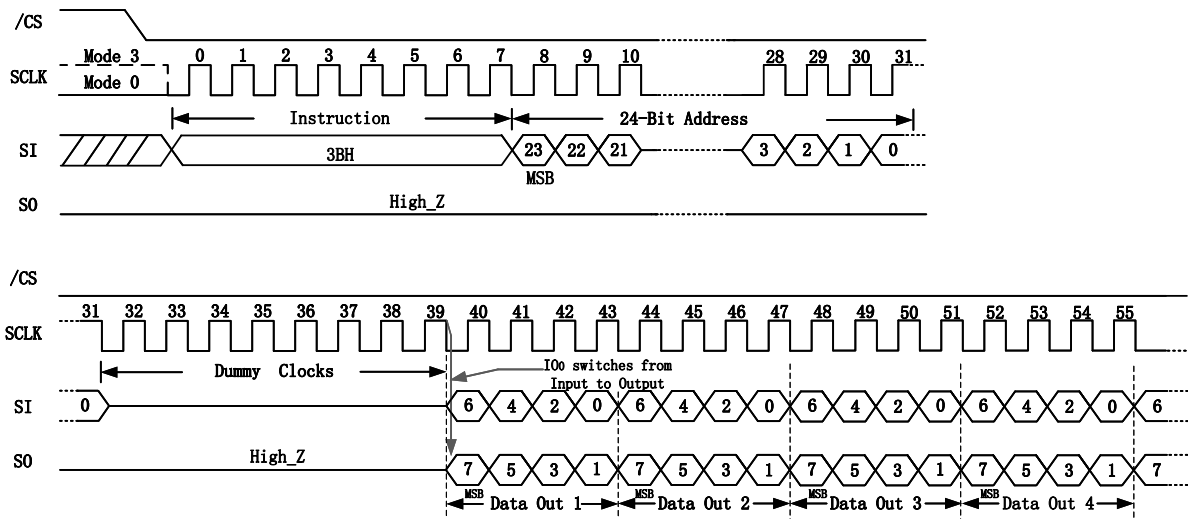 /CS
Mode 3 0 1 2 3 4 5 6 7 8 9 10 28 29 30 31
SCLK
Mode 0
Instruction 24-Bit Address
SI 3BH 23 22 21 3 2 1 0
MSB
SO High_Z
/CS
31 32 33 34 35 36 37 38 39 40 41 42 43 44 45 46 47 48 49 50 51 52 53 54 55
SCLK
Dummy Clocks IO0 switches from
Input to Output
SI 0 6 4 2 0 6 4 2 0 6 4 2 0 6 4 2 0 6
SO High_Z 7 5 3 1 7 5 3 1 7 5 3 1 7 5 3 1 7
MSB Data Out 1 MSB Data Out 2 MSB Data Out 3 MSB Data Out 4